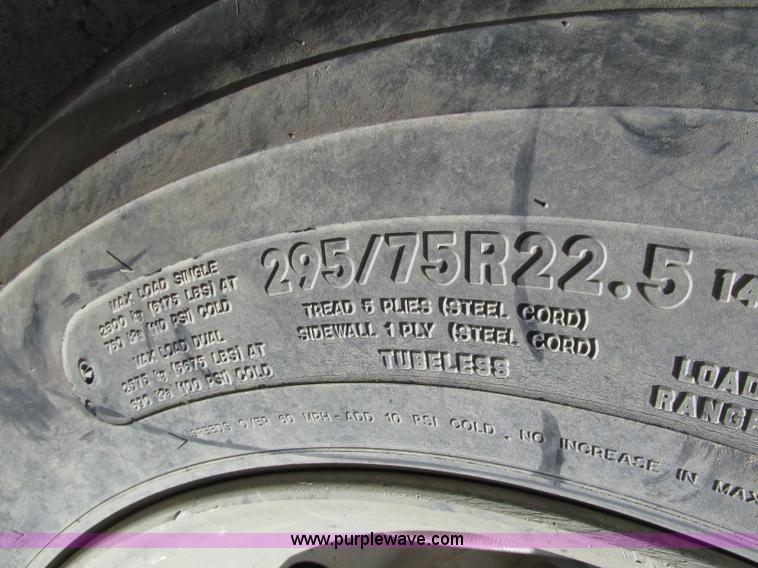 295/75R22.5 14
MAX LOAD SINGLE
2800 kg (6175 LBS) AT
760 kPa (110 PSI) COLD
MAX LOAD DUAL
2575 kg (5675 LBS) AT
690 kPa (100 PSI) COLD
TREAD 5 PLIES (STEEL CORD)
SIDEWALL 1 PLY (STEEL CORD)
TUBELESS
LOAD
RANGE
SPEEDS OVER 60 MPH-ADD 10 PSI COLD. NO INCREASE IN MAX
www.purplewave.com